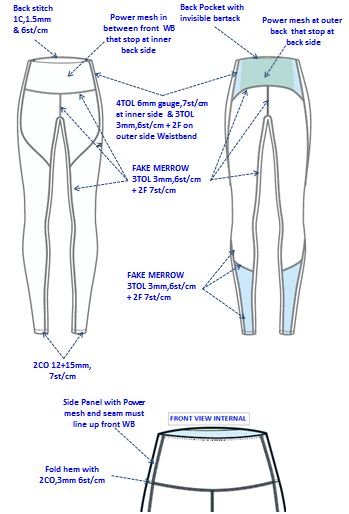 Back stitch
1C,1.5mm
& 6st/cm
Power mesh in
between front  WB
that stop at inner
back side
Back Pocket with
invisible bartack
Power mesh at outer
back  that stop at
back side
4TOL 6mm gauge,7st/cm
at inner side  & 3TOL
3mm,6st/cm + 2F on
outer side Waistband
FAKE MERROW
3TOL 3mm,6st/cm
+ 2F 7st/cm
FAKE MERROW
3TOL 3mm,6st/cm
+ 2F 7st/cm
2CO 12+15mm,
7st/cm
Side Panel with Power
mesh and seam must
line up front WB
FRONT VIEW INTERNAL
Fold hem with
2CO,3mm 6st/cm